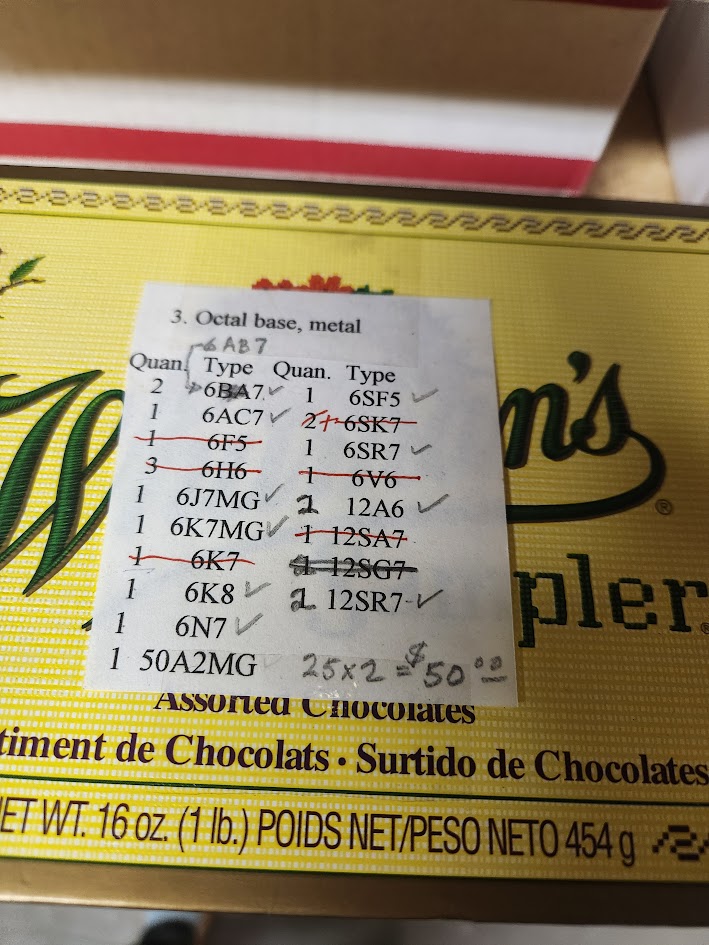 3. Octal base, metal
6AB7
Quan. Type Quan. Type
2 6BA7 ✓ 1 6SF5 ✓
1 6AC7 ✓ 2+ 6SK7
1 6F5 1 6SR7 ✓
3 6H6 1 6V6
1 6J7MG ✓ 2 12A6 ✓
1 6K7MG ✓ 1 12SA7
1 6K7 1 12SG7
1 6K8 ✓ 2 12SR7 - ✓
1 6N7 ✓
1 50A2MG ✓ 25x2 = $50.00
W n's ®
pler®
Assorted Chocolates
timent de Chocolats • Surtido de Chocolates
ET WT. 16 oz. (1 lb.) POIDS NET/PESO NETO 454 g